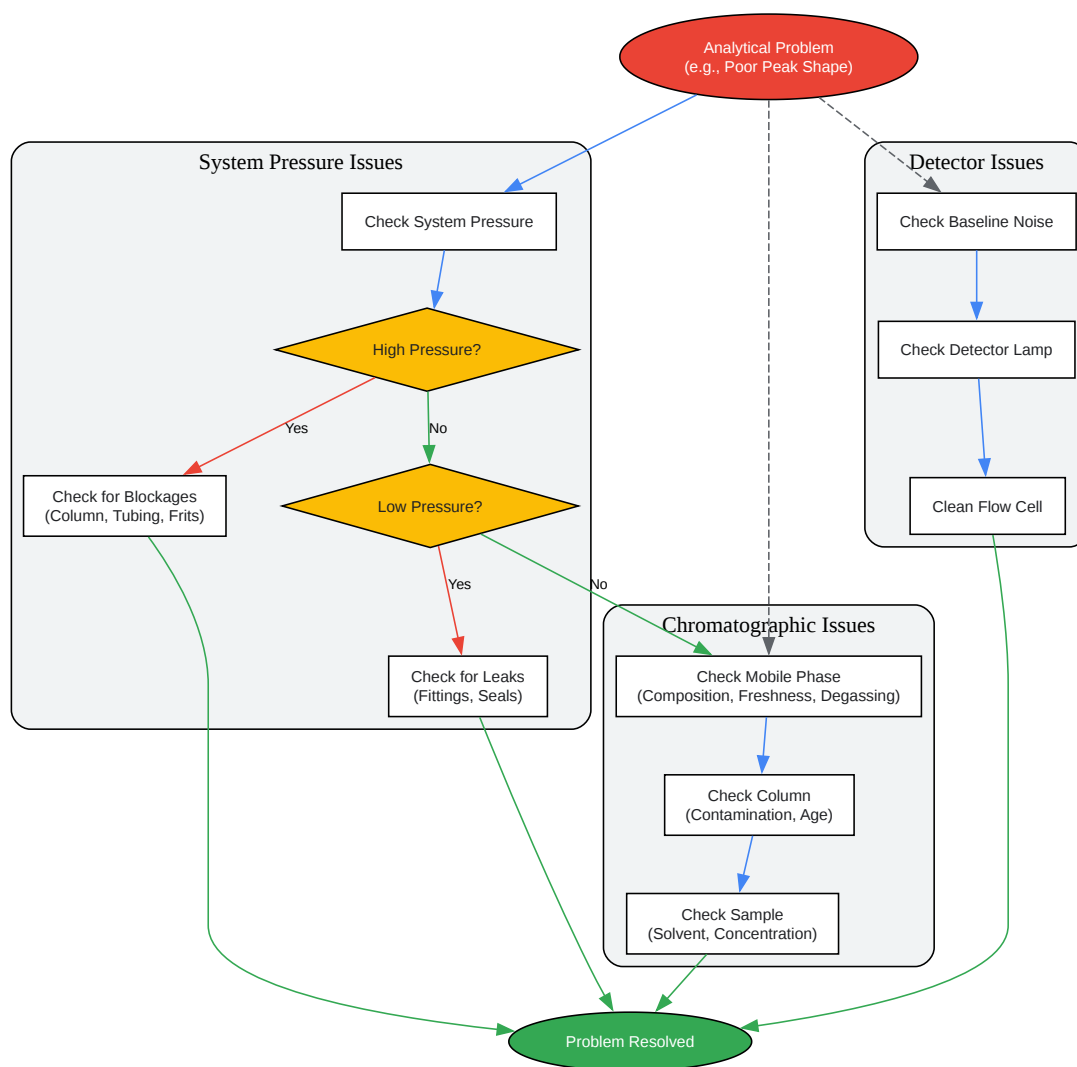 Analytical Problem
(e.g., Poor Peak Shape)
System Pressure Issues
Check System Pressure
High Pressure?
Yes
No
Check for Blockages
(Column, Tubing, Frits)
Low Pressure?
Yes
No
Check for Leaks
(Fittings, Seals)
Detector Issues
Check Baseline Noise
Check Detector Lamp
Clean Flow Cell
Chromatographic Issues
Check Mobile Phase
(Composition, Freshness, Degassing)
Check Column
(Contamination, Age)
Check Sample
(Solvent, Concentration)
Problem Resolved